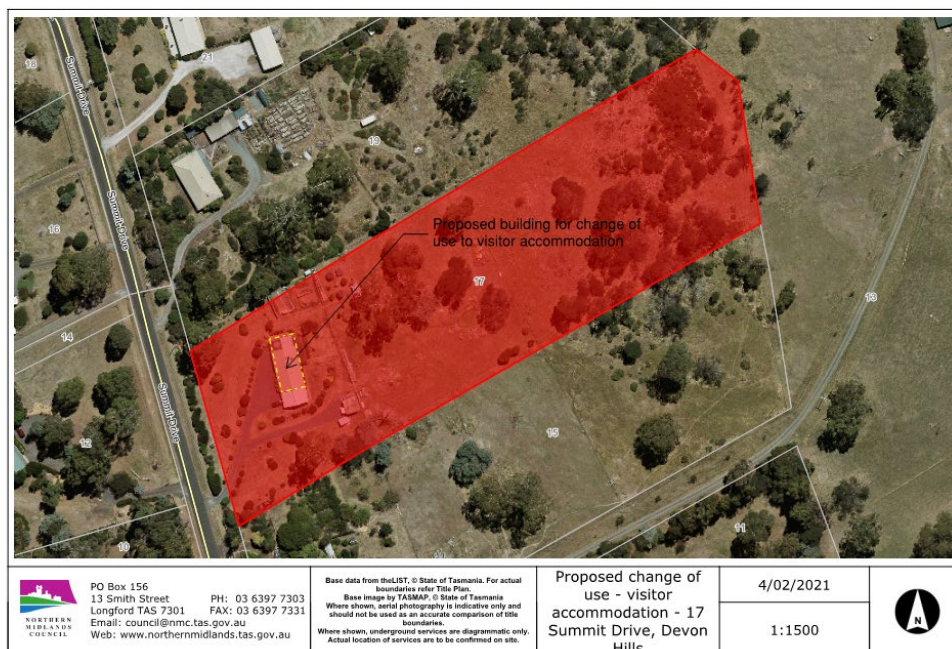 18
21
Summit Drive
19
16
Proposed building for change of
use to visitor accommodation
Summit Drive
17
13
14
Summit Drive
15
12
10
11
NORTHERN
MIDLANDS
COUNCIL
PO Box 156
13 Smith Street PH: 03 6397 7303
Longford TAS 7301 FAX: 03 6397 7331
Email: council@nmc.tas.gov.au
Web: www.northernmidlands.tas.gov.au
Base data from theLIST, © State of Tasmania. For actual
boundaries refer Title Plan.
Base image by TASMAP, © State of Tasmania
Where shown, aerial photography is indicative only and
should not be used as an accurate comparison of title
boundaries.
Where shown, underground services are diagrammatic only.
Actual location of services are to be confirmed on site.
Proposed change of
use - visitor
accommodation - 17
Summit Drive, Devon
Hills
4/02/2021
1:1500
N